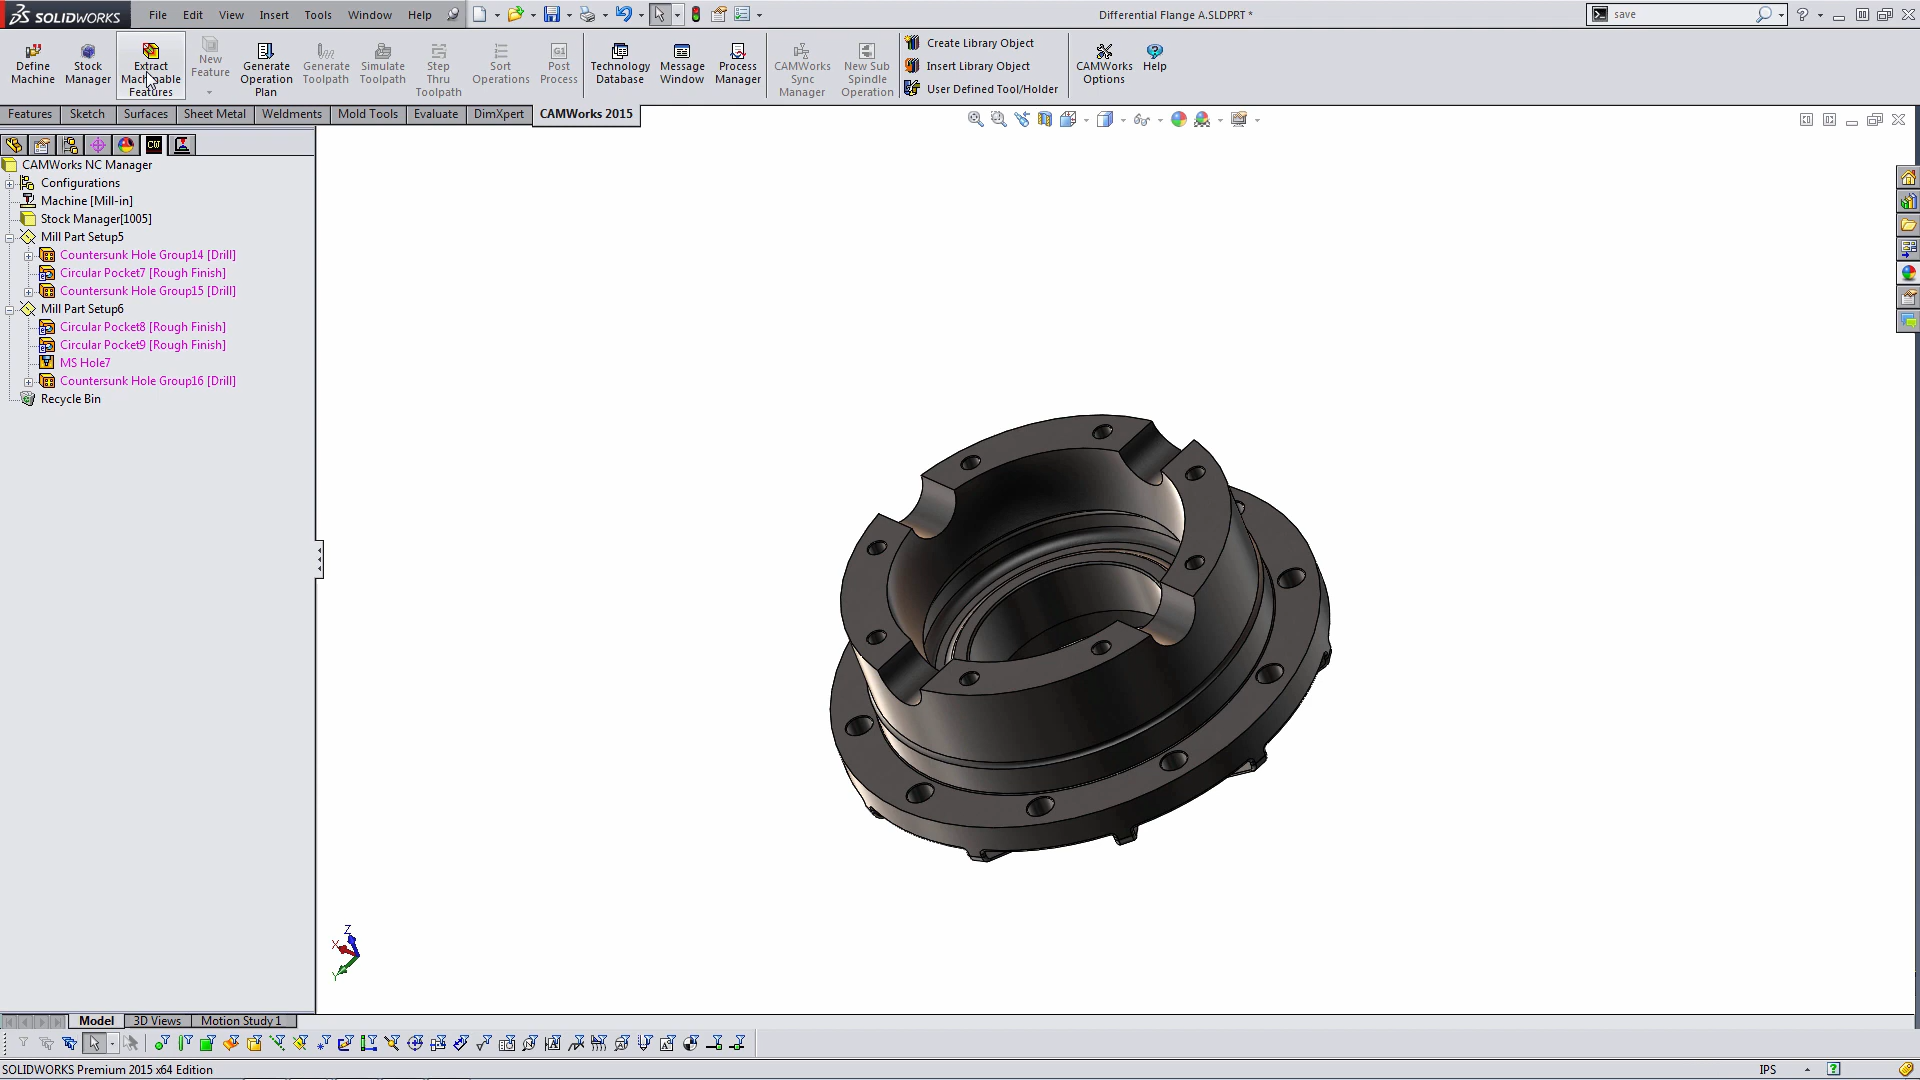 SOLIDWORKS
File Edit View Insert Tools Window Help
Differential Flange A.SLDPRT *
save
Define Machine
Stock Manager
Extract Machinable Features
New Feature
Generate Operation Plan
Generate Toolpath
Simulate Toolpath
Step Thru Toolpath
Sort Operations
Post Process
Technology Database
Message Window
Process Manager
CAMWorks Sync Manager
New Sub Spindle Operation
Create Library Object
Insert Library Object
User Defined Tool/Holder
CAMWorks Options
Help
Features Sketch Surfaces Sheet Metal Weldments Mold Tools Evaluate DimXpert CAMWorks 2015
CAMWorks NC Manager
Configurations
Machine [Mill-in]
Stock Manager[1005]
Mill Part Setup5
Countersunk Hole Group14 [Drill]
Circular Pocket7 [Rough Finish]
Countersunk Hole Group15 [Drill]
Mill Part Setup6
Circular Pocket8 [Rough Finish]
Circular Pocket9 [Rough Finish]
MS Hole7
Countersunk Hole Group16 [Drill]
Recycle Bin
Z
X
Y
Model 3D Views Motion Study 1
SOLIDWORKS Premium 2015 x64 Edition
IPS